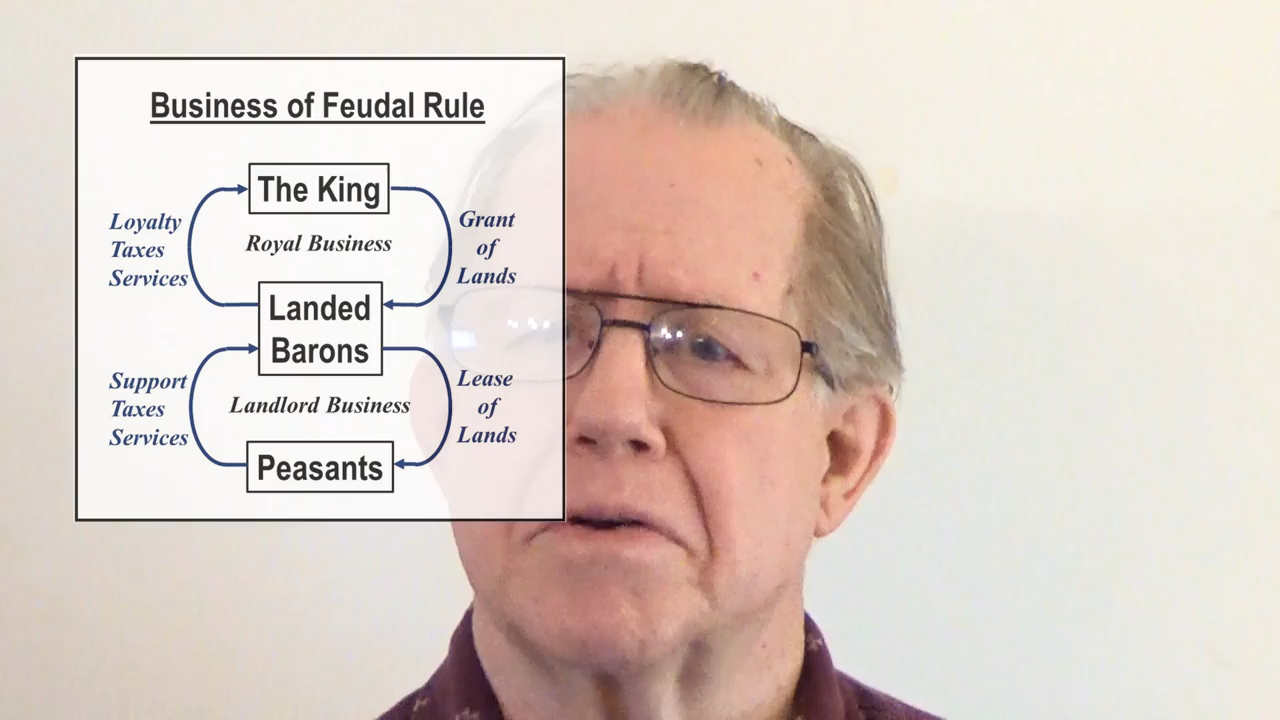 Business of Feudal Rule
The King
Loyalty
Taxes
Services
Royal Business
Grant
of
Lands
Landed
Barons
Support
Taxes
Services
Landlord Business
Lease
of
Lands
Peasants